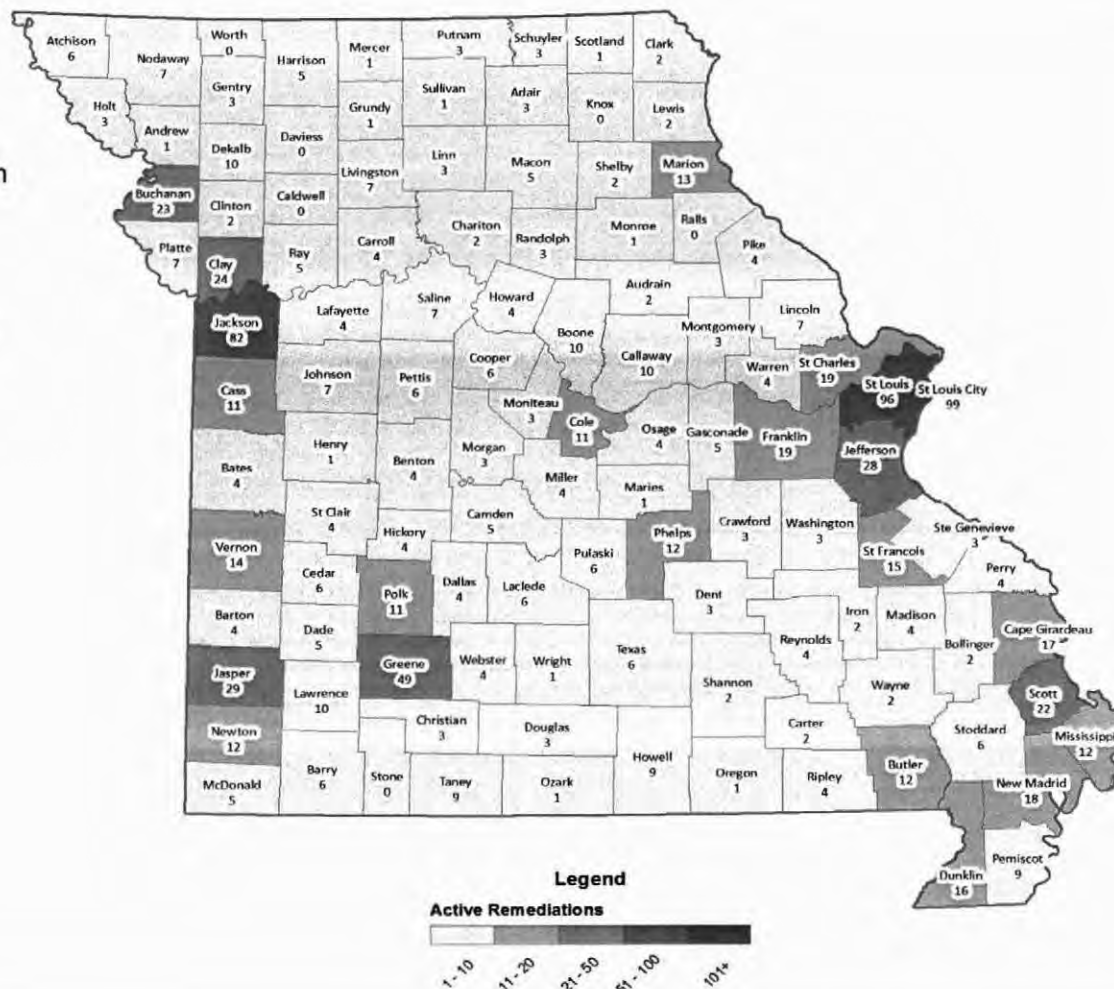 Atchison
6
Nodaway
7
Worth
0
Harrison
5
Mercer
1
Putnam
3
Schuyler
3
Scotland
1
Clark
2
Holt
3
Gentry
3
Sullivan
1
Adair
3
Knox
0
Lewis
2
Andrew
1
Dekalb
10
Daviess
0
Grundy
1
Linn
3
Macon
5
Shelby
2
Marion
13
Buchanan
23
Clinton
2
Caldwell
0
Livingston
7
Chariton
2
Randolph
3
Monroe
1
Ralls
0
Pike
4
Platte
7
Clay
24
Ray
5
Carroll
4
Saline
7
Howard
4
Boone
10
Audrain
2
Callaway
10
Montgomery
3
Lincoln
7
Warren
4
St Charles
19
St Louis
96
St Louis City
99
Jackson
82
Lafayette
4
Johnson
7
Pettis
6
Cooper
6
Moniteau
3
Cole
11
Osage
4
Gasconade
5
Franklin
19
Jefferson
28
Cass
11
Henry
1
Benton
4
Morgan
3
Miller
4
Maries
1
Bates
4
St Clair
4
Hickory
4
Camden
5
Pulaski
6
Phelps
12
Crawford
3
Washington
3
St Francois
15
Ste Genevieve
3
Perry
4
Vernon
14
Cedar
6
Polk
11
Dallas
4
Laclede
6
Dent
3
Iron
2
Madison
4
Bollinger
2
Cape Girardeau
17
Barton
4
Dade
5
Greene
49
Webster
4
Wright
1
Texas
6
Shannon
2
Reynolds
4
Wayne
2
Scott
22
Jasper
29
Lawrence
10
Christian
3
Douglas
3
Howell
9
Carter
2
Stoddard
6
Mississippi
12
Newton
12
McDonald
5
Barry
6
Stone
0
Taney
9
Ozark
1
Oregon
1
Ripley
4
Butler
12
New Madrid
18
Dunklin
16
Pemiscot
9
Legend
Active Remediations
1 - 10
11 - 20
21 - 50
51 - 100
101+